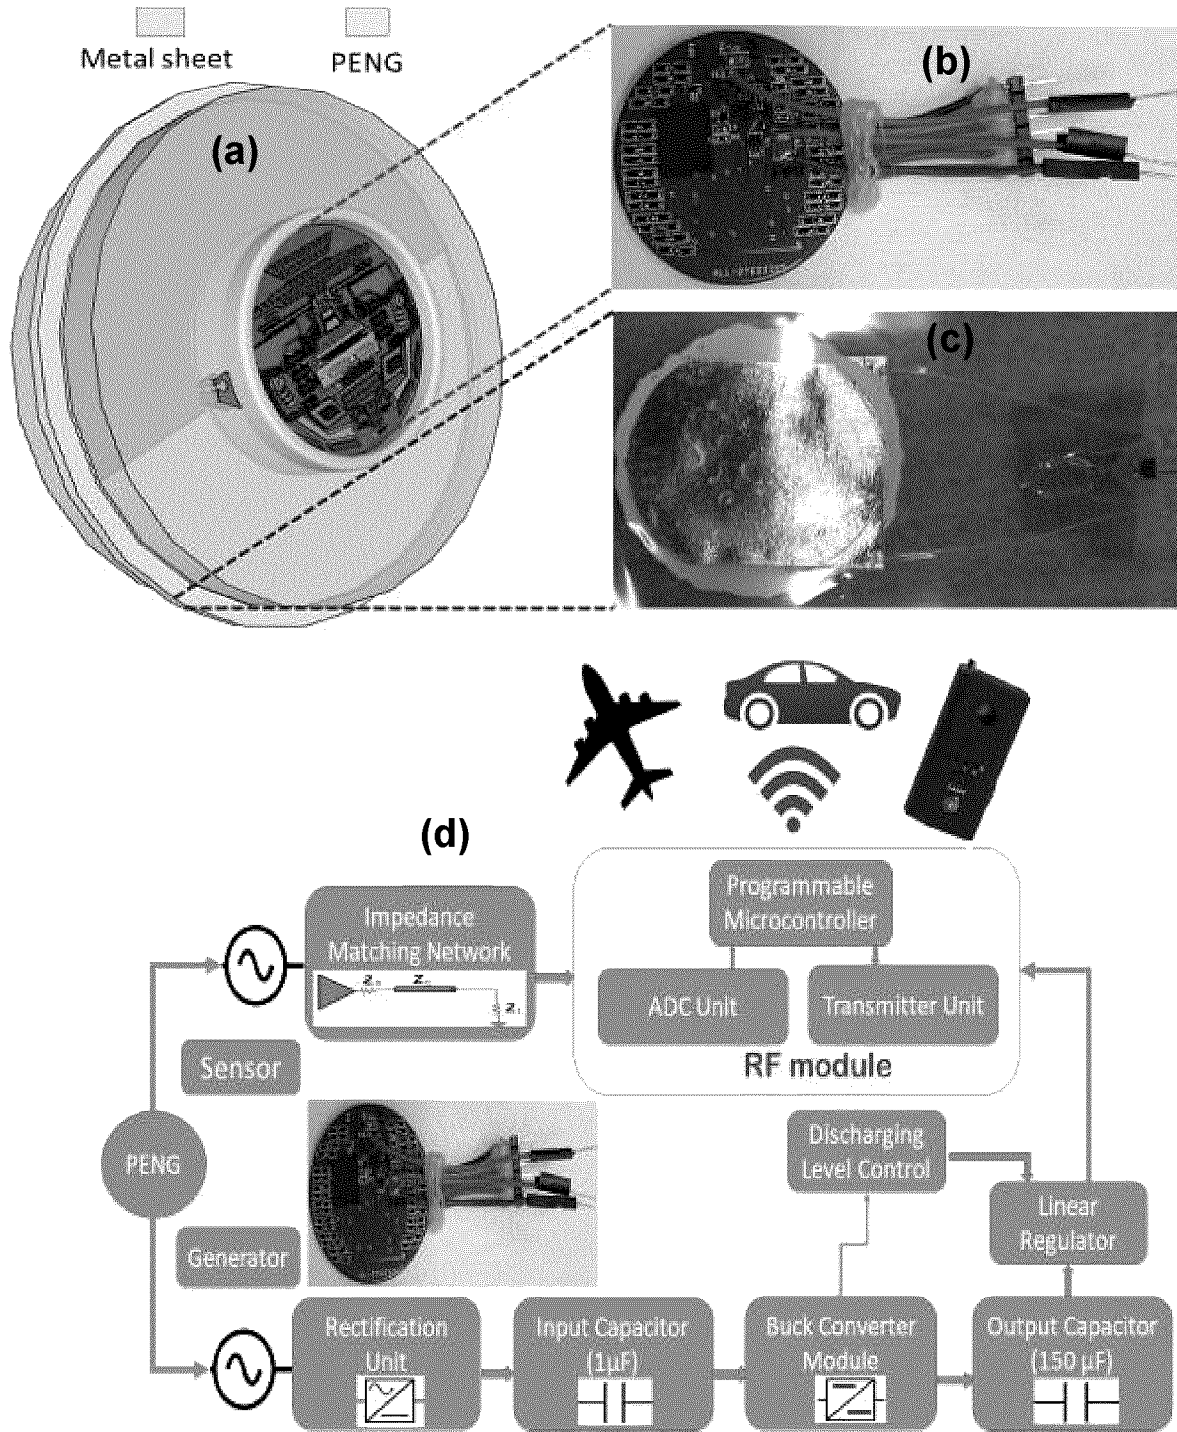 Metal sheet
PENG
(a)
(b)
(c)
(d)
Programmable
Microcontroller
Impedance
Matching Network
ADC Unit
Transmitter Unit
RF module
Sensor
PENG
Discharging
Level Control
Linear
Regulator
Generator
Rectification
Unit
Input Capacitor
(1µF)
Buck Converter
Module
Output Capacitor
(150 µF)